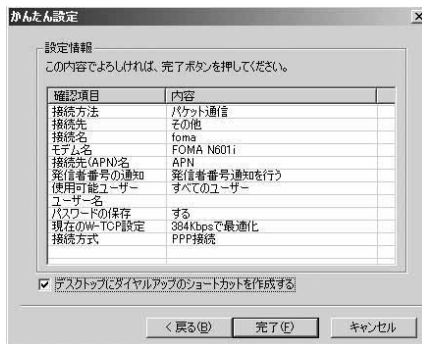 かんたん設定
設定情報
この内容でよろしければ、完了ボタンを押してください。
確認項目 内容
接続方法 パケット通信
接続先 その他
接続名 foma
モデム名 FOMA N601i
接続先(APN)名 APN
発信者番号の通知 発信者番号通知を行う
使用可能ユーザー すべてのユーザー
ユーザー名
パスワードの保存 する
現在のW-TCP設定 384Kbpsで最適化
接続方式 PPP接続
デスクトップにダイヤルアップのショートカットを作成する
< 戻る(B) 完了(F) キャンセル